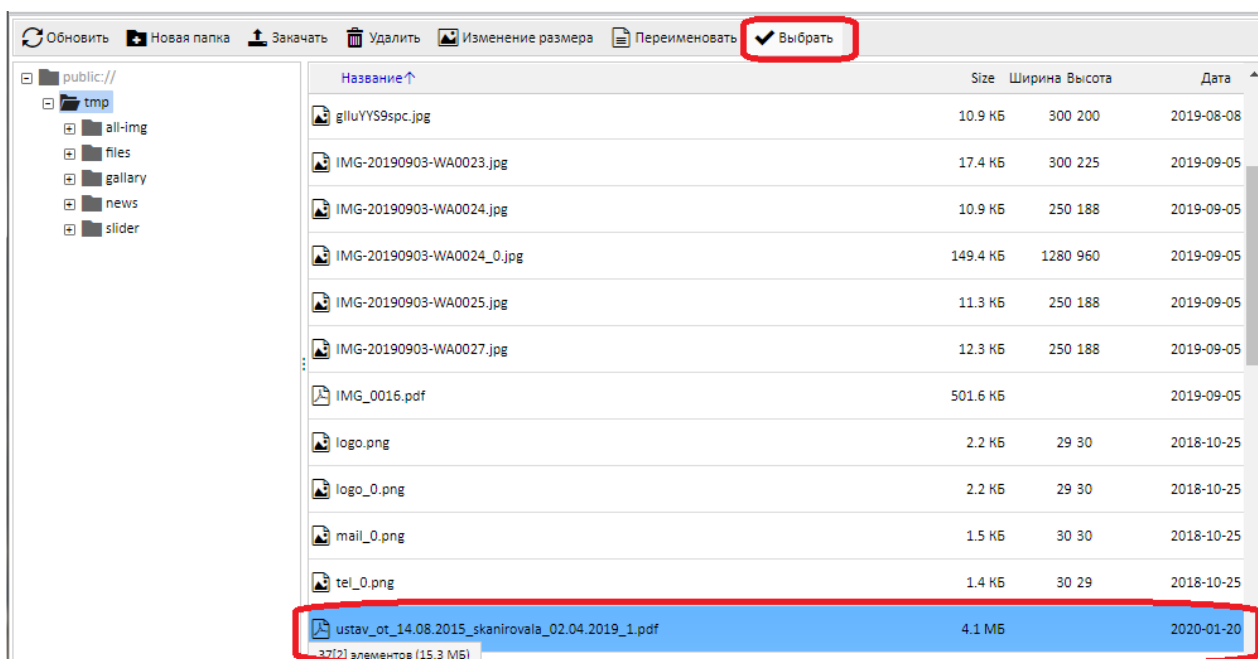 Обновить Новая папка Закачать Удалить Изменение размера Переименовать Выбрать
public://
tmp
all-img
files
gallary
news
slider
Название↑ Size Ширина Высота Дата
glluYYS9spc.jpg 10.9 КБ 300 200 2019-08-08
IMG-20190903-WA0023.jpg 17.4 КБ 300 225 2019-09-05
IMG-20190903-WA0024.jpg 10.9 КБ 250 188 2019-09-05
IMG-20190903-WA0024_0.jpg 149.4 КБ 1280 960 2019-09-05
IMG-20190903-WA0025.jpg 11.3 КБ 250 188 2019-09-05
IMG-20190903-WA0027.jpg 12.3 КБ 250 188 2019-09-05
IMG_0016.pdf 501.6 КБ 2019-09-05
logo.png 2.2 КБ 29 30 2018-10-25
logo_0.png 2.2 КБ 29 30 2018-10-25
mail_0.png 1.5 КБ 30 30 2018-10-25
tel_0.png 1.4 КБ 30 29 2018-10-25
ustav_ot_14.08.2015_skanirovala_02.04.2019_1.pdf 4.1 МБ 2020-01-20
37[2] элементов (15.3 МБ)